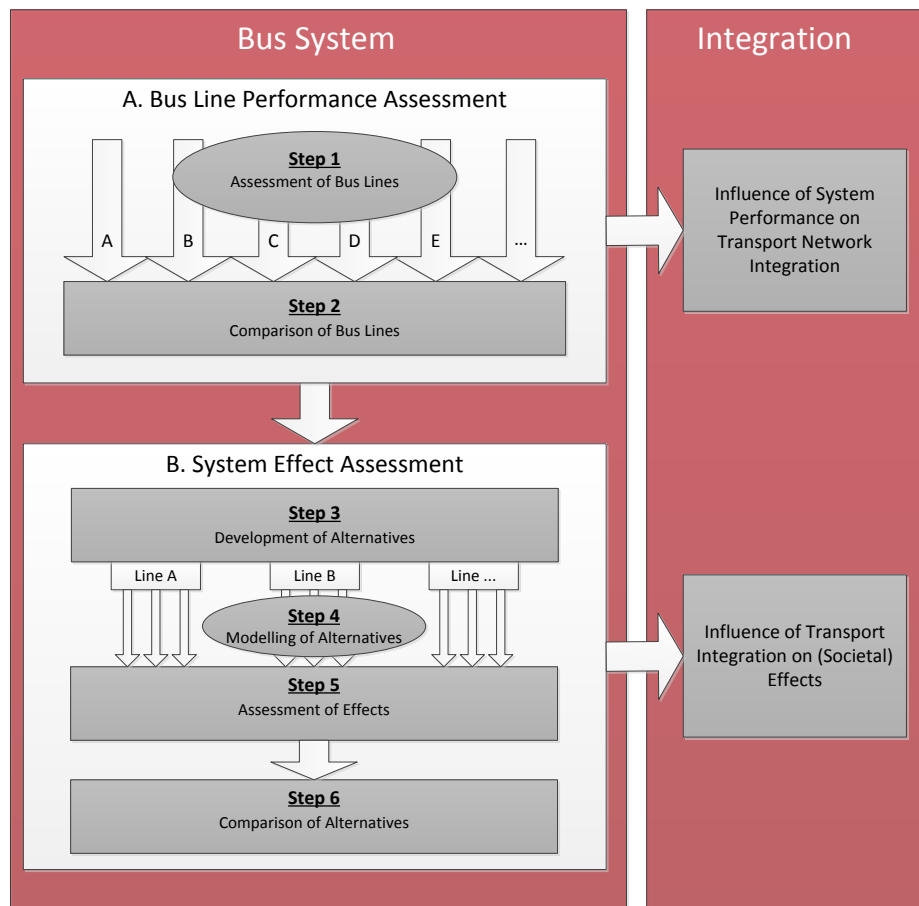 Bus System
Integration
A. Bus Line Performance Assessment
Step 1
Assessment of Bus Lines
A
B
C
D
E
...
Step 2
Comparison of Bus Lines
Influence of System
Performance on
Transport Network
Integration
B. System Effect Assessment
Step 3
Development of Alternatives
Line A
Line B
Line ...
Step 4
Modelling of Alternatives
Step 5
Assessment of Effects
Step 6
Comparison of Alternatives
Influence of Transport
Integration on (Societal)
Effects